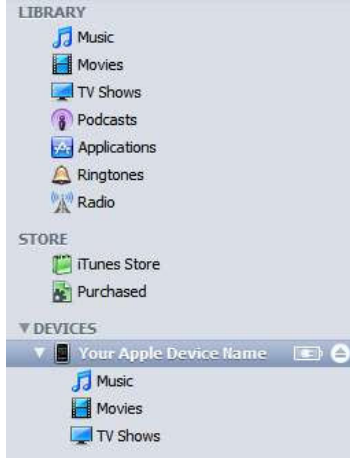 LIBRARY
Music
Movies
TV Shows
Podcasts
Applications
Ringtones
Radio
STORE
iTunes Store
Purchased
DEVICES
Your Apple Device Name
Music
Movies
TV Shows